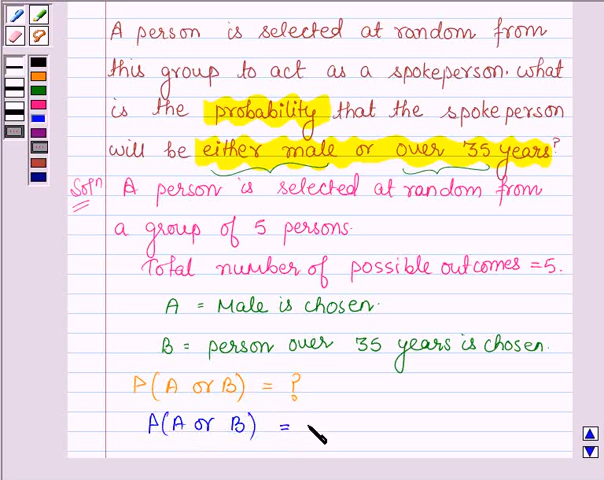 A person is selected at random from
this group to act as a spokeperson. what
is the probability that the spokeperson
will be either male or over 35 years?
Solⁿ A person is selected at random from
a group of 5 persons.
Total number of possible outcomes = 5.
A = Male is chosen.
B = person over 35 years is chosen.
P(A or B) = ?
P(A or B) =